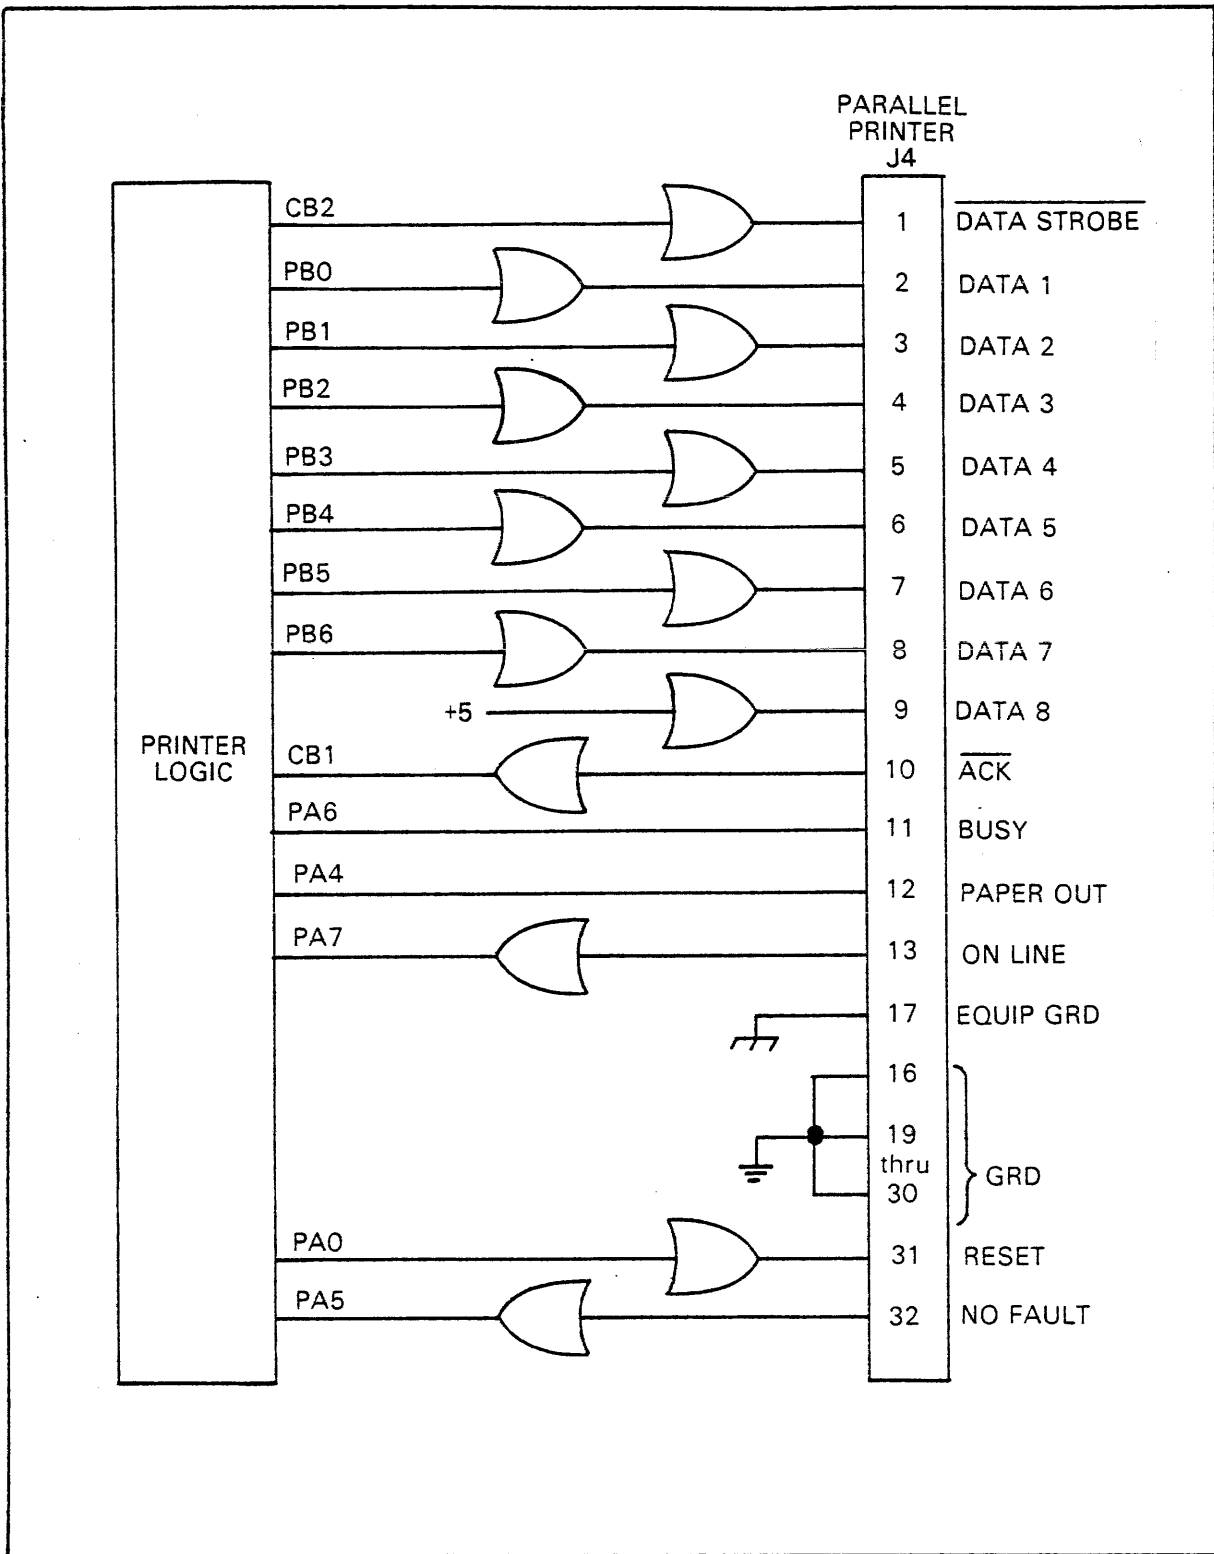 PARALLEL
PRINTER
J4
CB2 1 DATA STROBE
PB0 2 DATA 1
PB1 3 DATA 2
PB2 4 DATA 3
PB3 5 DATA 4
PB4 6 DATA 5
PB5 7 DATA 6
PB6 8 DATA 7
+5 9 DATA 8
PRINTER
LOGIC
CB1 10 ACK
PA6 11 BUSY
PA4 12 PAPER OUT
PA7 13 ON LINE
17 EQUIP GRD
16
19
thru
30
GRD
PA0 31 RESET
PA5 32 NO FAULT